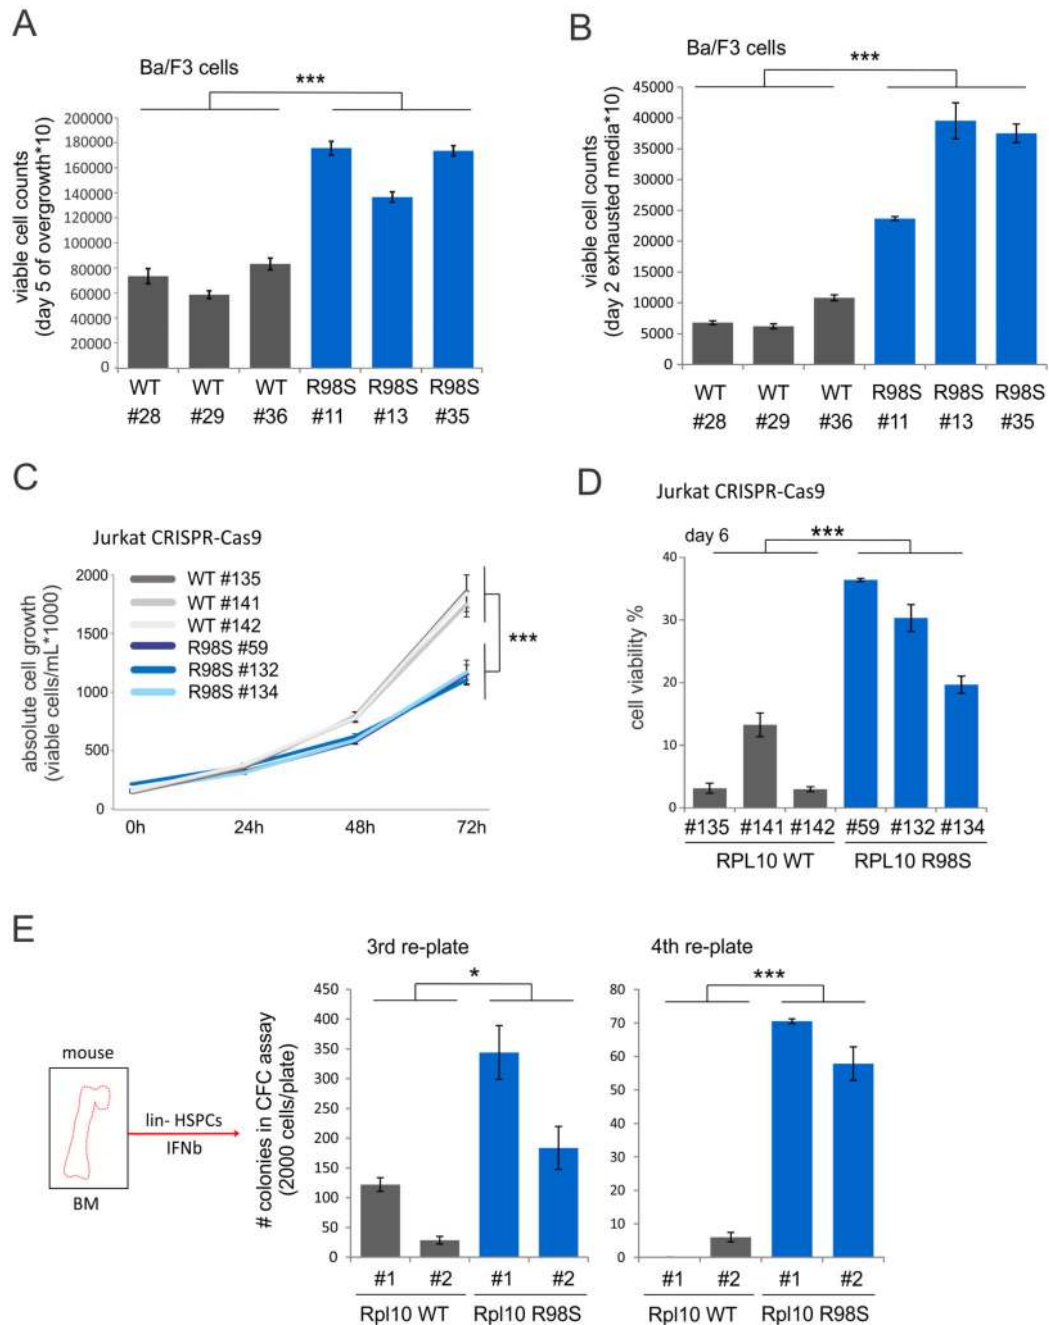 A
Ba/F3 cells
***
viable cell counts
(day 5 of overgrowth*10)
200000
180000
160000
140000
120000
100000
80000
60000
40000
20000
0
WT WT WT R98S R98S R98S
#28 #29 #36 #11 #13 #35
B
Ba/F3 cells
***
viable cell counts
(day 2 exhausted media*10)
45000
40000
35000
30000
25000
20000
15000
10000
5000
0
WT WT WT R98S R98S R98S
#28 #29 #36 #11 #13 #35
C
Jurkat CRISPR-Cas9
absolute cell growth
(viable cells/mL*1000)
2000
1500
1000
500
0
WT #135
WT #141
WT #142
R98S #59
R98S #132
R98S #134
***
0h 24h 48h 72h
D
Jurkat CRISPR-Cas9
day 6
***
cell viability %
40
30
20
10
0
#135 #141 #142 #59 #132 #134
RPL10 WT RPL10 R98S
E
mouse
BM
lin- HSPCs
IFNb
# colonies in CFC assay
(2000 cells/plate)
3rd re-plate
*
450
400
350
300
250
200
150
100
50
0
#1 #2 #1 #2
Rpl10 WT Rpl10 R98S
4th re-plate
***
80
70
60
50
40
30
20
10
0
#1 #2 #1 #2
Rpl10 WT Rpl10 R98S